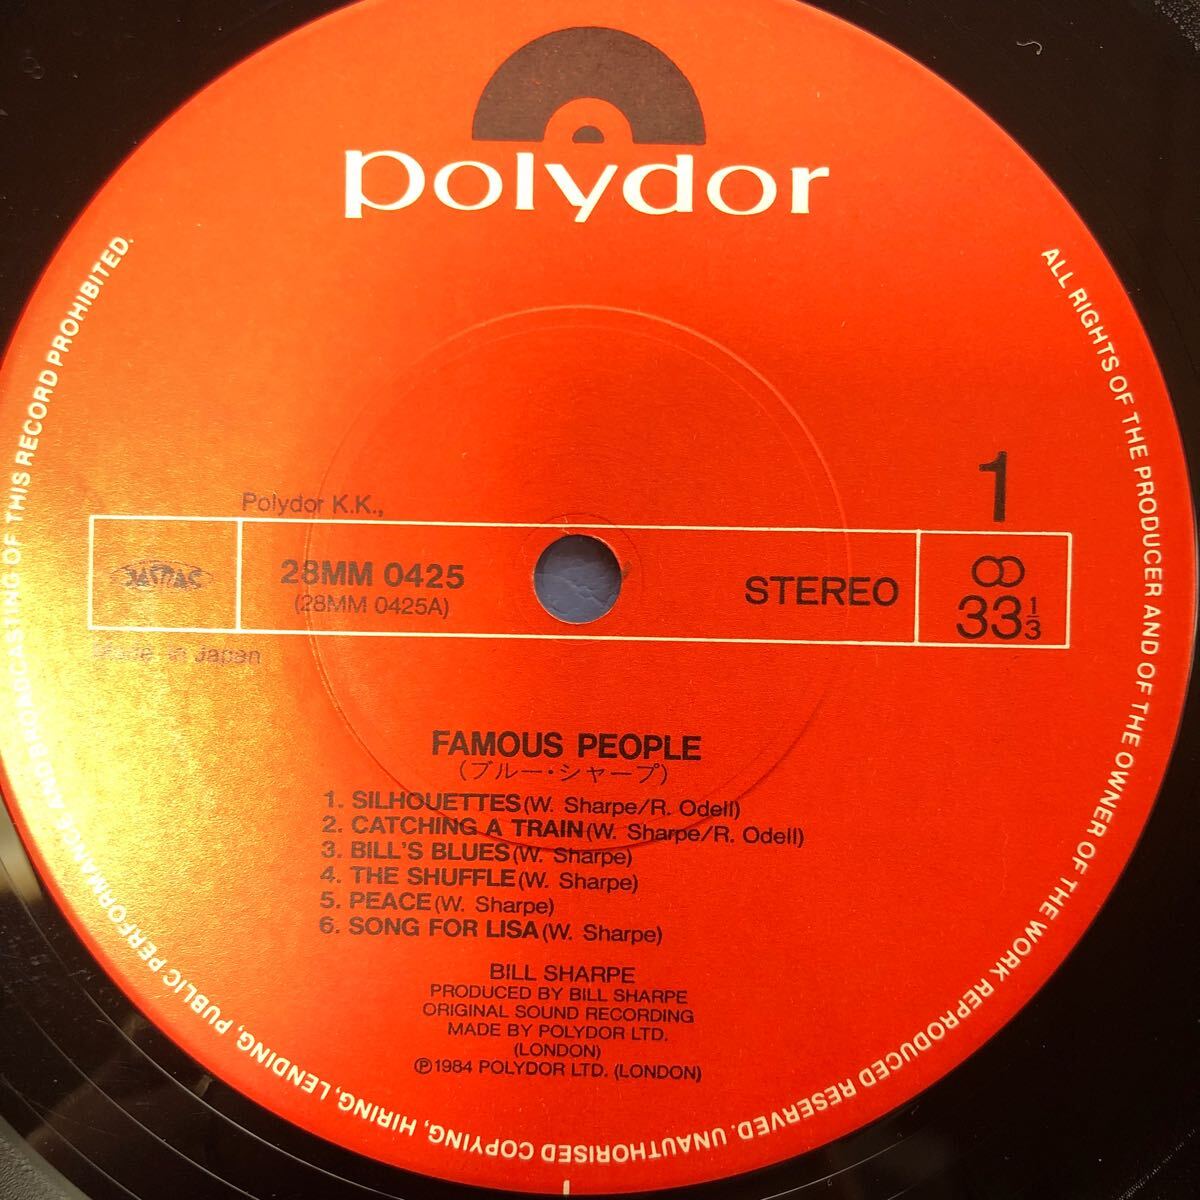 polydor
Polydor K.K.,
1
JASRAC
28MM 0425
(28MM 0425A)
STEREO
33 1/3
Made in Japan
FAMOUS PEOPLE
(ブルー・シャープ)
1. SILHOUETTES (W. Sharpe/R. Odell)
2. CATCHING A TRAIN (W. Sharpe/R. Odell)
3. BILL'S BLUES (W. Sharpe)
4. THE SHUFFLE (W. Sharpe)
5. PEACE (W. Sharpe)
6. SONG FOR LISA (W. Sharpe)
BILL SHARPE
PRODUCED BY BILL SHARPE
ORIGINAL SOUND RECORDING
MADE BY POLYDOR LTD.
(LONDON)
℗1984 POLYDOR LTD. (LONDON)
ALL RIGHTS OF THE PRODUCER AND OF THE OWNER OF THE WORK REPRODUCED RESERVED. UNAUTHORISED COPYING, HIRING, LENDING, PUBLIC PERFORMANCE AND BROADCASTING OF THIS RECORD PROHIBITED.